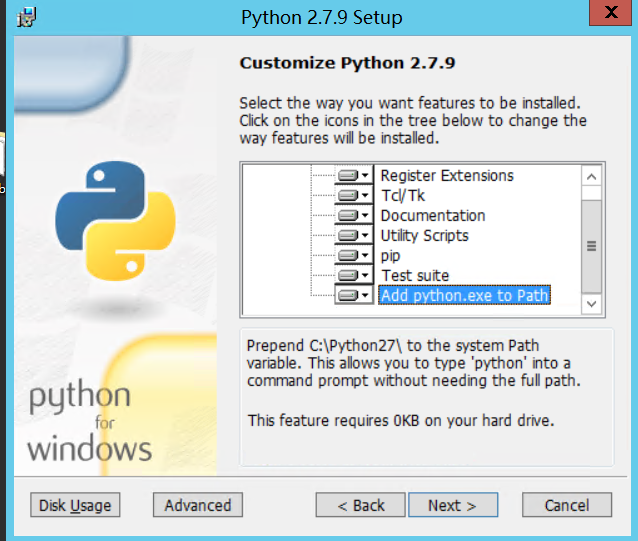 Python 2.7.9 Setup
X
Customize Python 2.7.9
Select the way you want features to be installed.
Click on the icons in the tree below to change the
way features will be installed.
Register Extensions
Tcl/Tk
Documentation
Utility Scripts
pip
Test suite
Add python.exe to Path
Prepend C:\Python27\ to the system Path
variable. This allows you to type 'python' into a
command prompt without needing the full path.
This feature requires 0KB on your hard drive.
python
for
windows
Disk Usage
Advanced
< Back
Next >
Cancel